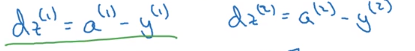 dz⁽¹⁾ = a⁽¹⁾ - y⁽¹⁾ dz⁽²⁾ = a⁽²⁾ - y⁽²⁾